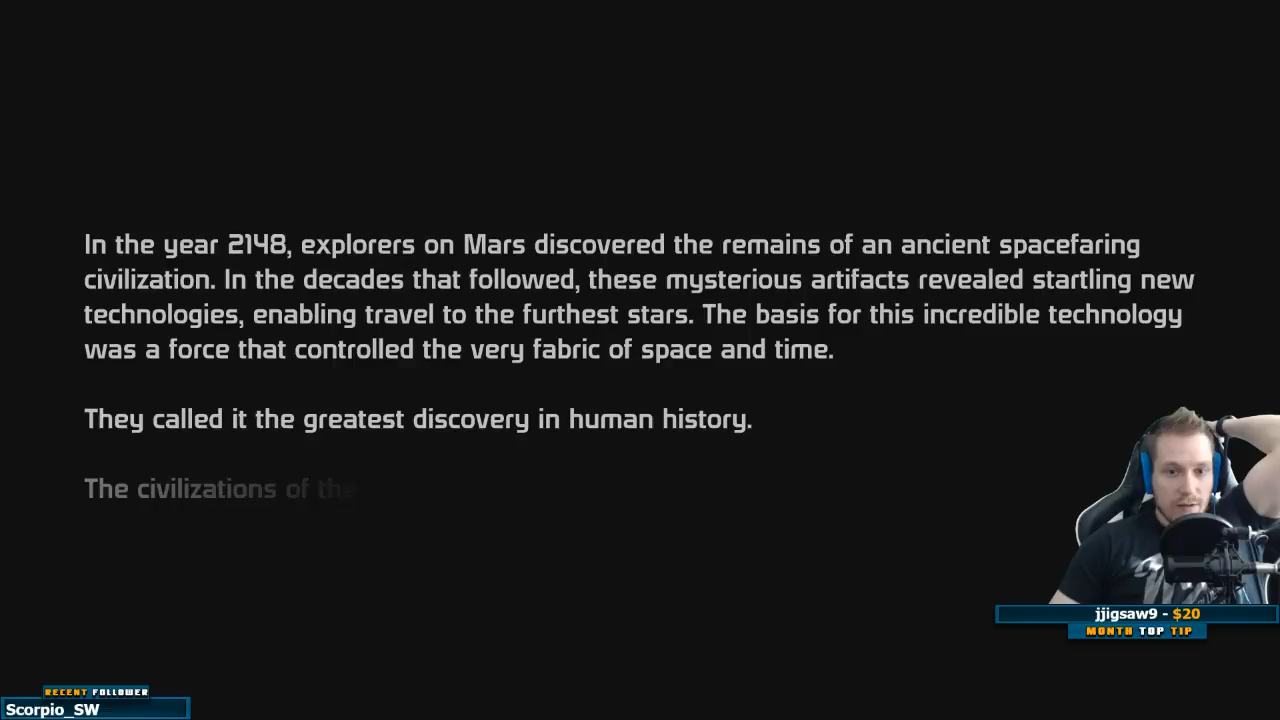 In the year 2148, explorers on Mars discovered the remains of an ancient spacefaring
civilization. In the decades that followed, these mysterious artifacts revealed startling new
technologies, enabling travel to the furthest stars. The basis for this incredible technology
was a force that controlled the very fabric of space and time.
They called it the greatest discovery in human history.
The civilizations of the
jjigsaw9 - $20
MONTH TOP TIP
RECENT FOLLOWER
Scorpio_SW